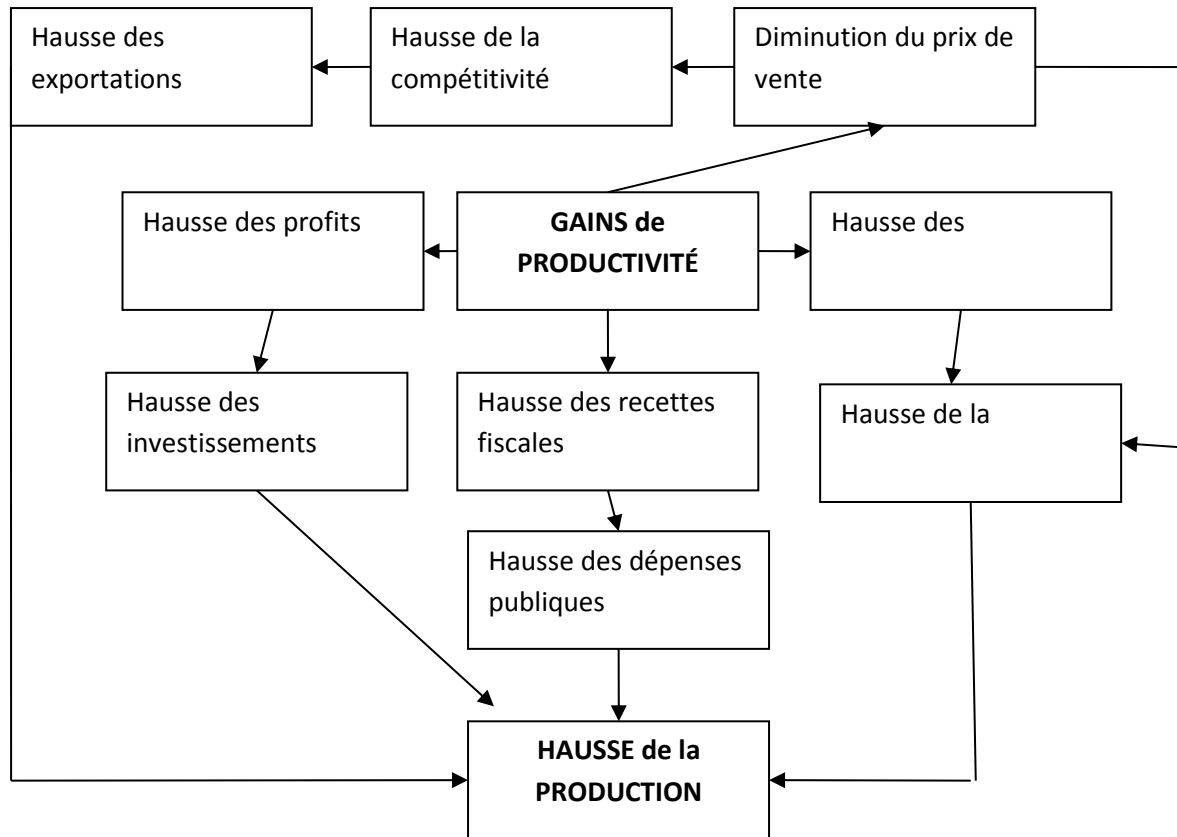 Hausse des
exportations
Hausse de la
compétitivité
Diminution du prix de
vente
Hausse des profits
GAINS de
PRODUCTIVITÉ
Hausse des
Hausse des
investissements
Hausse des recettes
fiscales
Hausse de la
Hausse des dépenses
publiques
HAUSSE de la
PRODUCTION